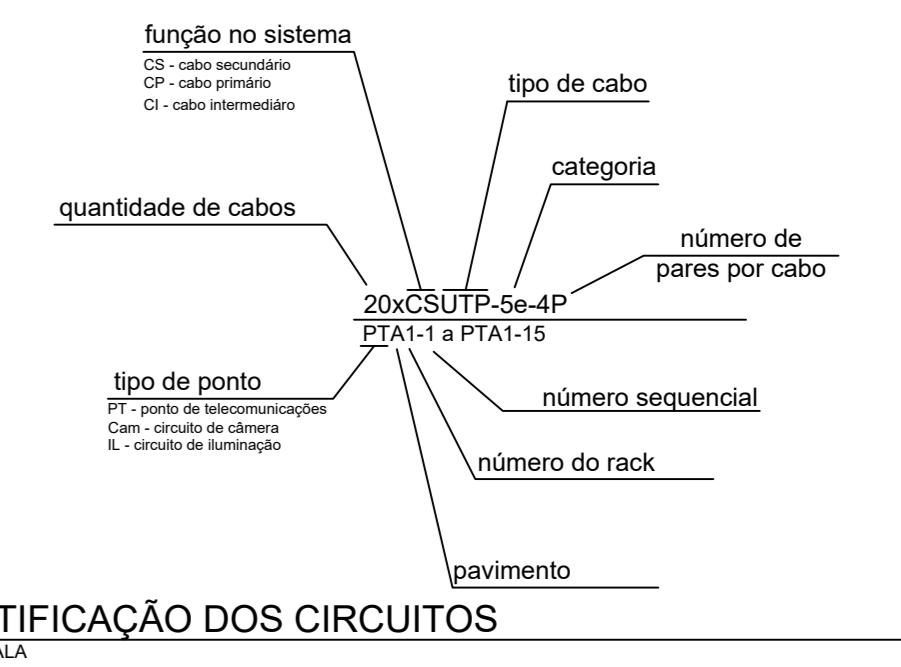 função no sistema
CS - cabo secundário
CP - cabo primário
CI - cabo intermediáro
tipo de cabo
categoria
quantidade de cabos
número de
pares por cabo
20xCSUTP-5e-4P
PTA1-1 a PTA1-15
tipo de ponto
PT - ponto de telecomunicações
Cam - circuito de câmera
IL - circuito de iluminação
número sequencial
número do rack
pavimento
TIFICAÇÃO DOS CIRCUITOS
ALA